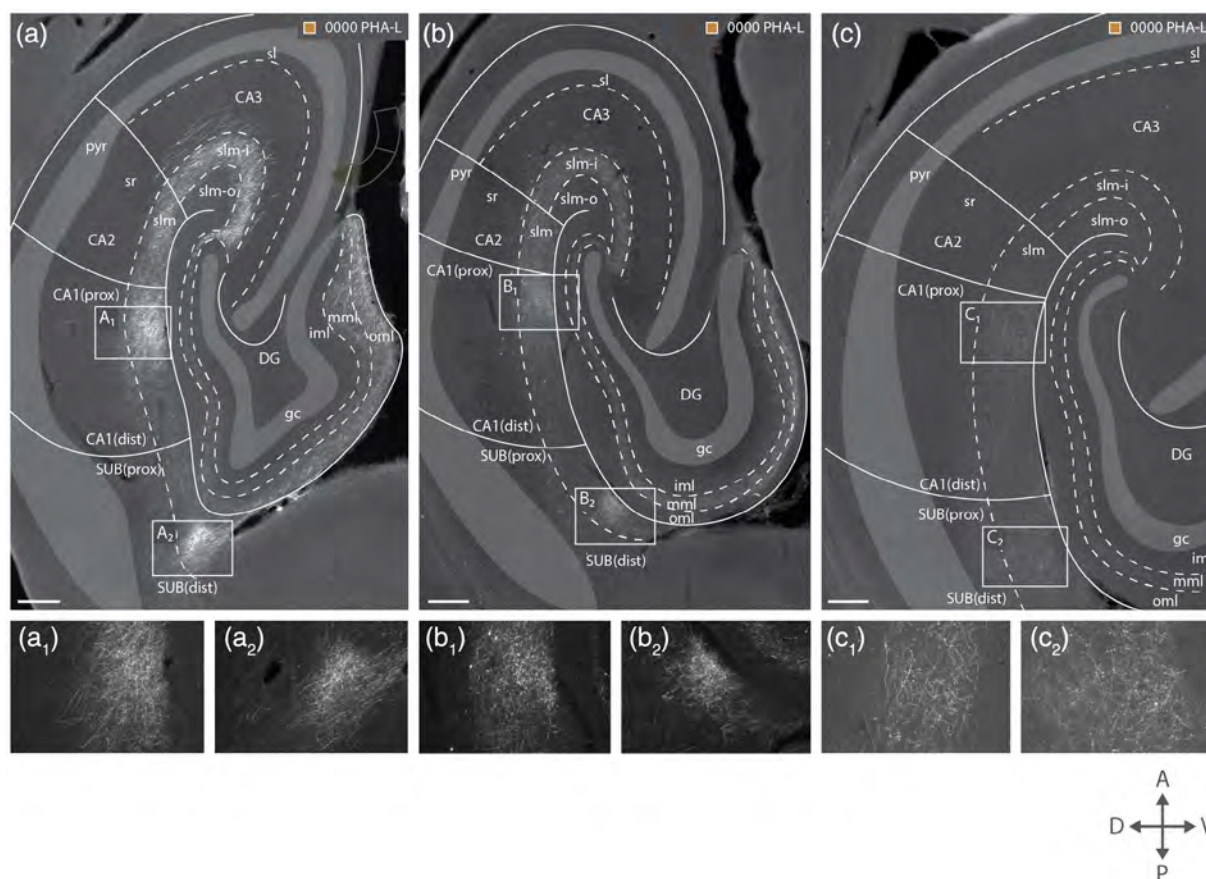 (a)
0000 PHA-L
sl
CA3
pyr
slm-i
sr
slm-o
slm
CA2
CA1(prox)
A1
mml
iml
oml
DG
gc
CA1(dist)
SUB(prox)
A2
SUB(dist)
(b)
0000 PHA-L
sl
CA3
slm-i
pyr
slm-o
sr
slm
CA2
CA1(prox)
B1
DG
CA1(dist)
gc
SUB(prox)
iml
B2
mml
oml
SUB(dist)
(c)
0000 PHA-L
sl
CA3
pyr
slm-i
sr
slm-o
CA2
slm
CA1(prox)
C1
DG
CA1(dist)
SUB(prox)
C2
gc
im
mml
SUB(dist)
oml
(a1)
(a2)
(b1)
(b2)
(c1)
(c2)
A
D
P